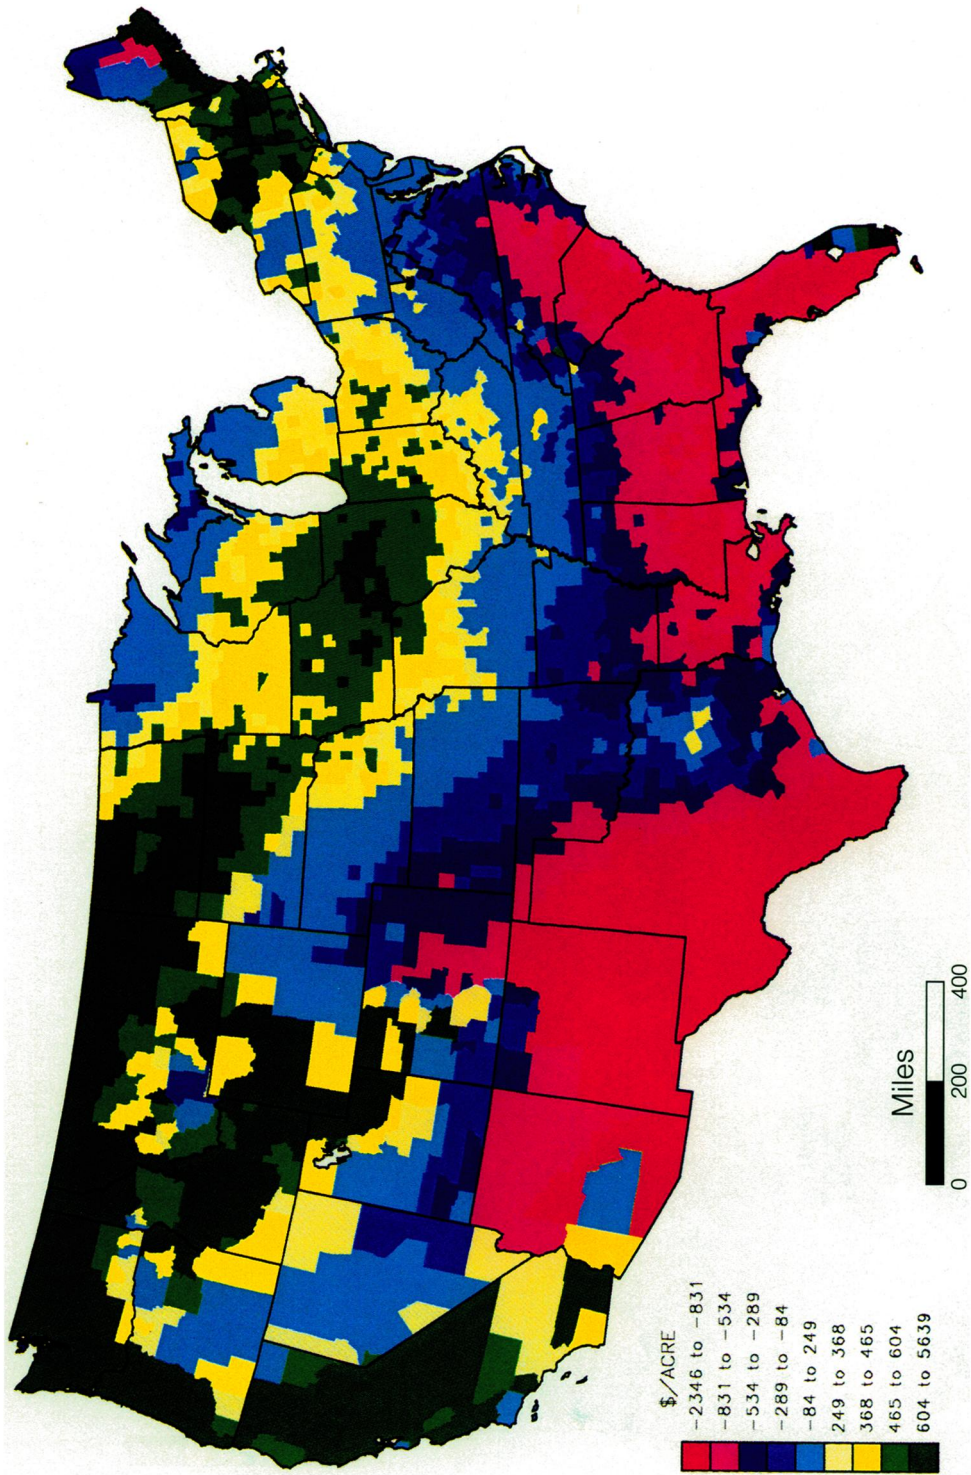 $/ACRE
-2346 to -831
-831 to -534
-534 to -289
-289 to -84
-84 to 249
249 to 368
368 to 465
465 to 604
604 to 5639
Miles
0 200 400